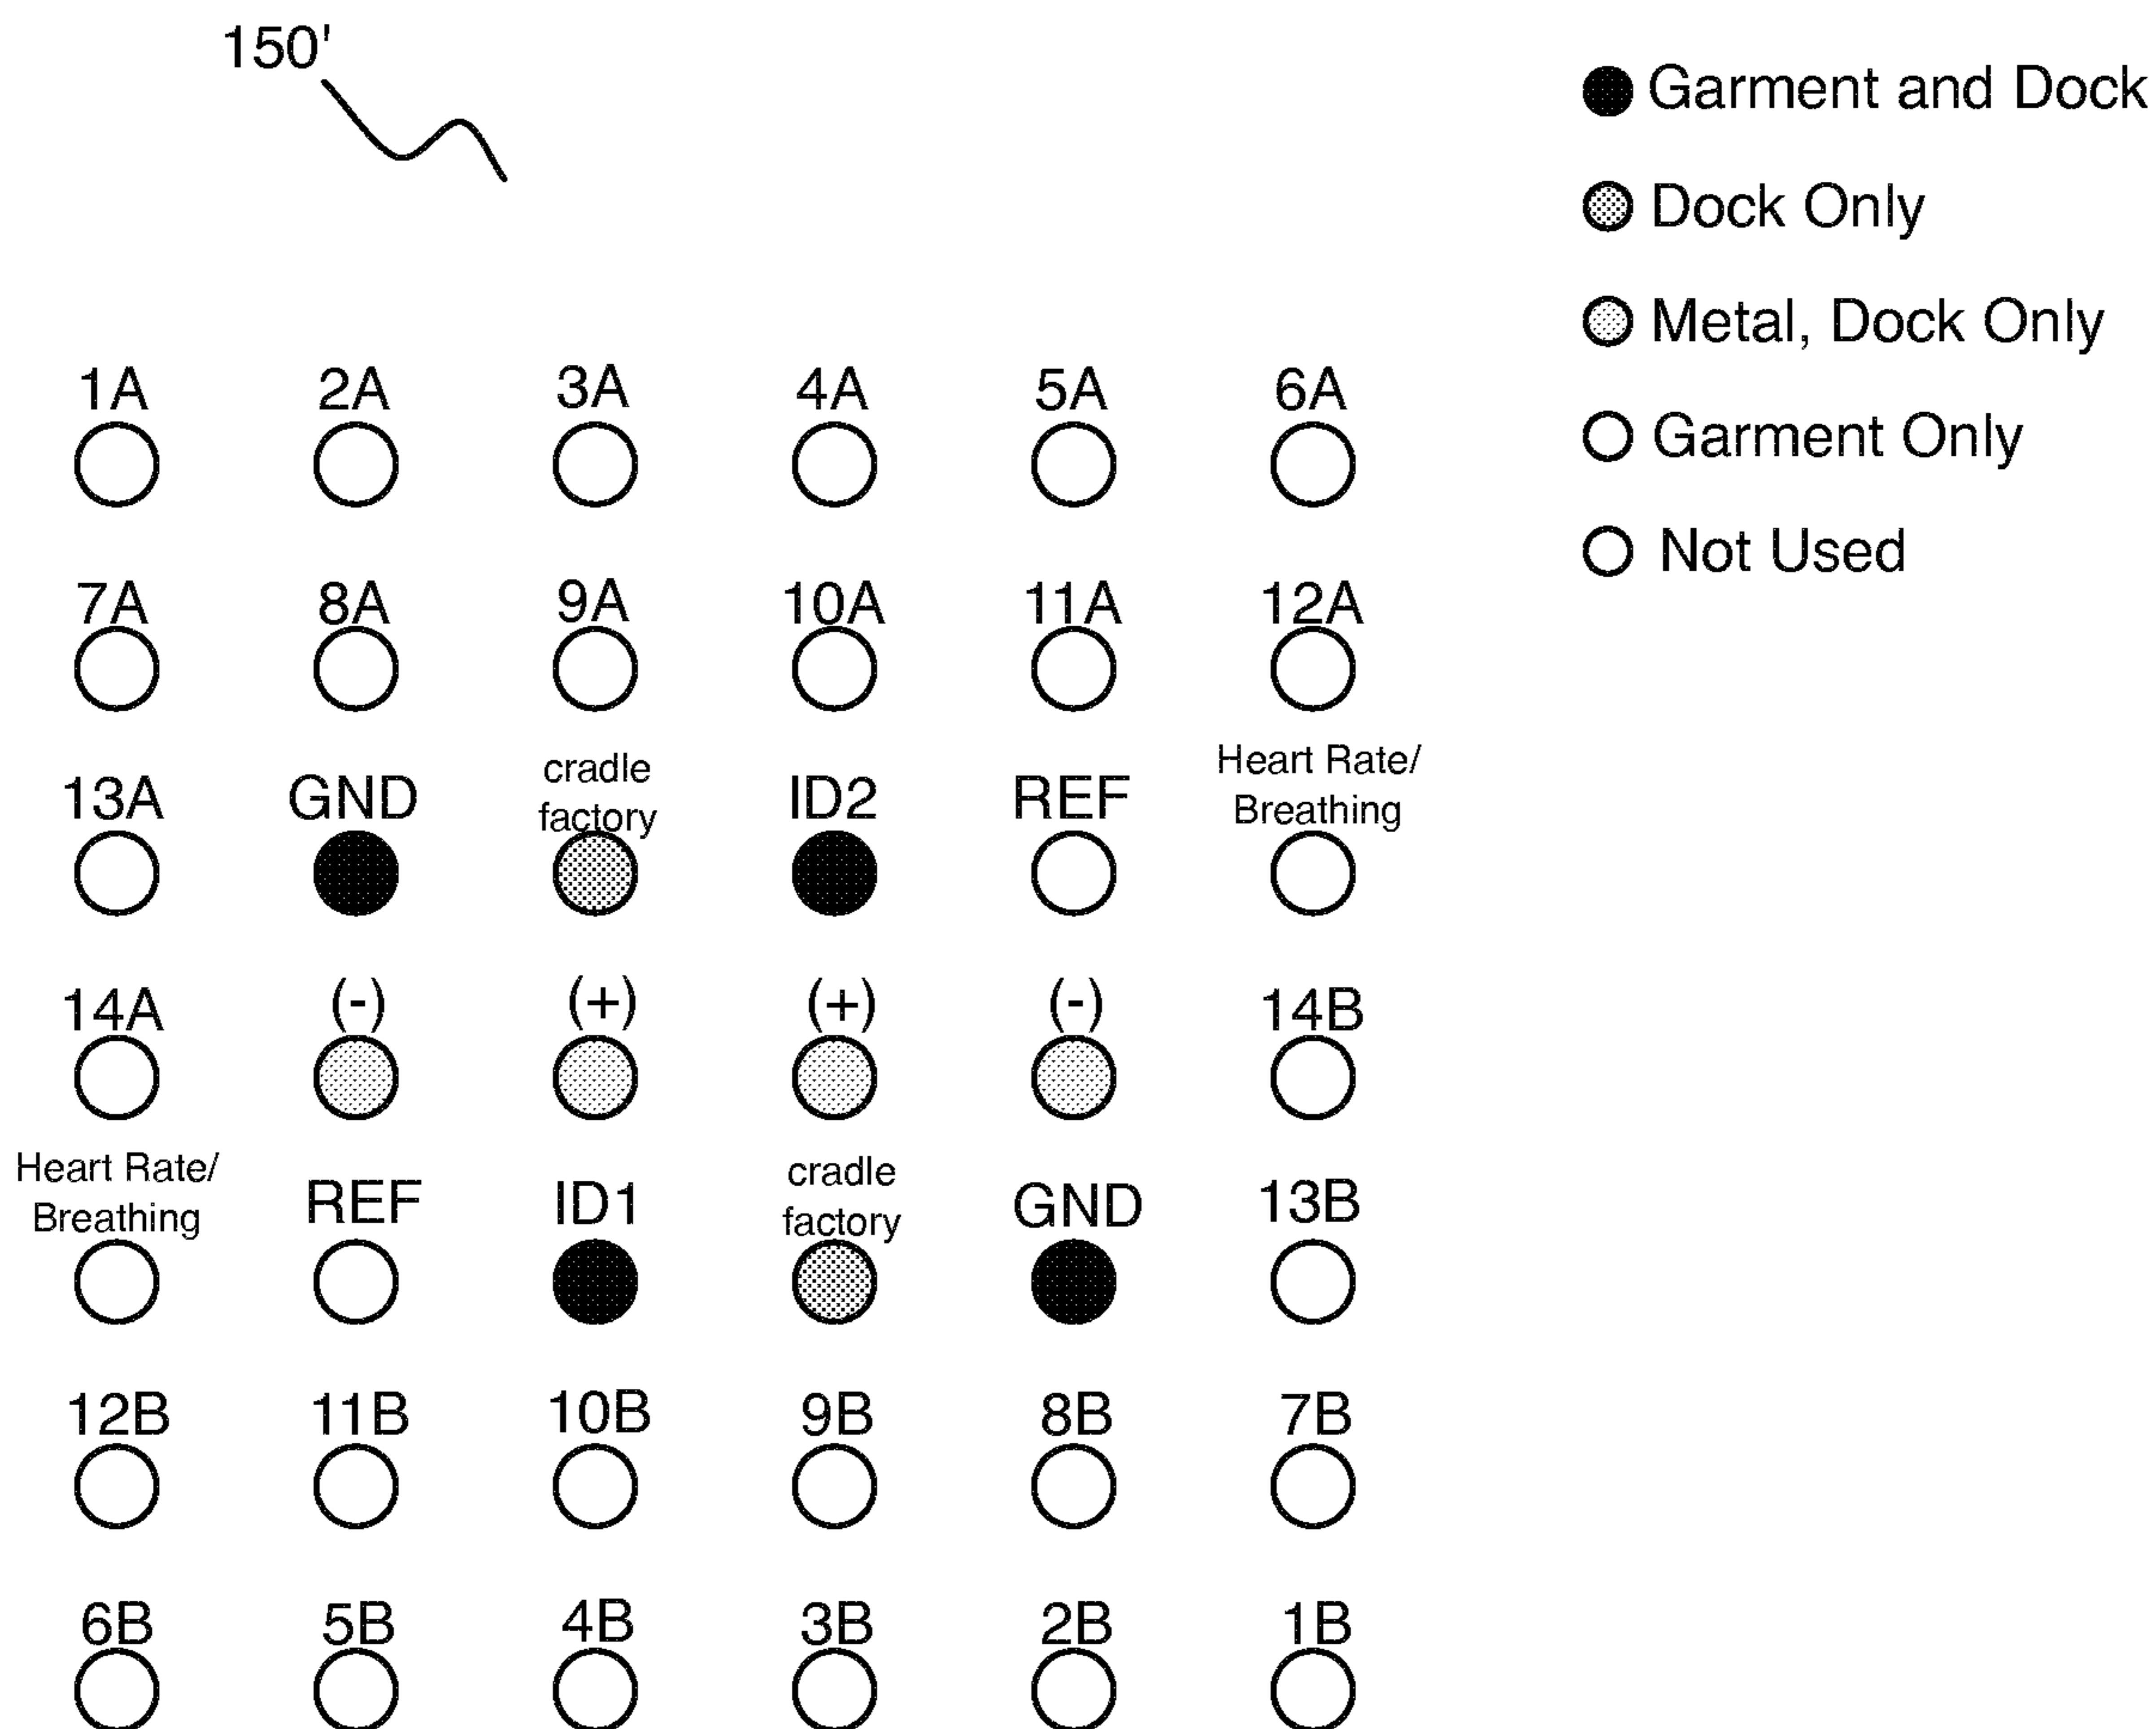 150'
Garment and Dock
Dock Only
Metal, Dock Only
Garment Only
Not Used
1A 2A 3A 4A 5A 6A
7A 8A 9A 10A 11A 12A
13A GND cradle factory ID2 REF Heart Rate/ Breathing
14A (-) (+) (+) (-) 14B
Heart Rate/ Breathing REF ID1 cradle factory GND 13B
12B 11B 10B 9B 8B 7B
6B 5B 4B 3B 2B 1B